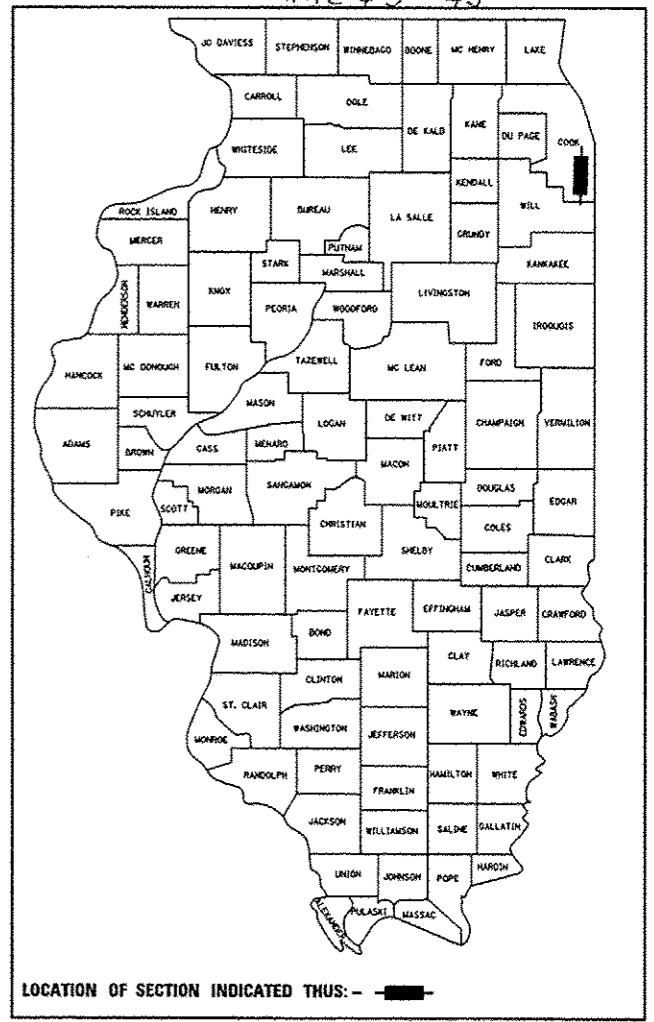 JO DAVIESS STEPHENSON WINNEBAGO BOONE MC HENRY LAKE
CARROLL OGLE DE KALB KANE DU PAGE COOK
WHITESIDE LEE
KENDALL WILL
ROCK ISLAND HENRY BUREAU LA SALLE
MERCER PUTNAM GRUNDY
STARK MARSHALL KANKAKEE
HENDERSON WARREN KNOX PEORIA WOODFORD LIVINGSTON
IROQUOIS
HANCOCK MC DONOUGH FULTON TAZEWELL MC LEAN FORD
MASON
SCHUYLER LOGAN DE WITT CHAMPAIGN VERMILION
ADAMS BROWN CASS MENARD PIATT
MACON
MORGAN SANGAMON DOUGLAS
PIKE SCOTT MOULTRIE EDGAR
CHRISTIAN COLES
CALHOUN GREENE MACOUPIN MONTGOMERY SHELBY CUMBERLAND CLARK
JERSEY FAYETTE EFFINGHAM JASPER CRAWFORD
MADISON BOND
CLAY RICHLAND LAWRENCE
CLINTON MARION
ST. CLAIR WAYNE EDWARDS WABASH
MONROE WASHINGTON JEFFERSON
RANDOLPH PERRY HAMILTON WHITE
FRANKLIN
JACKSON WILLIAMSON SALINE GALLATIN
UNION JOHNSON POPE HARDIN
ALEXANDER PULASKI MASSAC
LOCATION OF SECTION INDICATED THUS: -